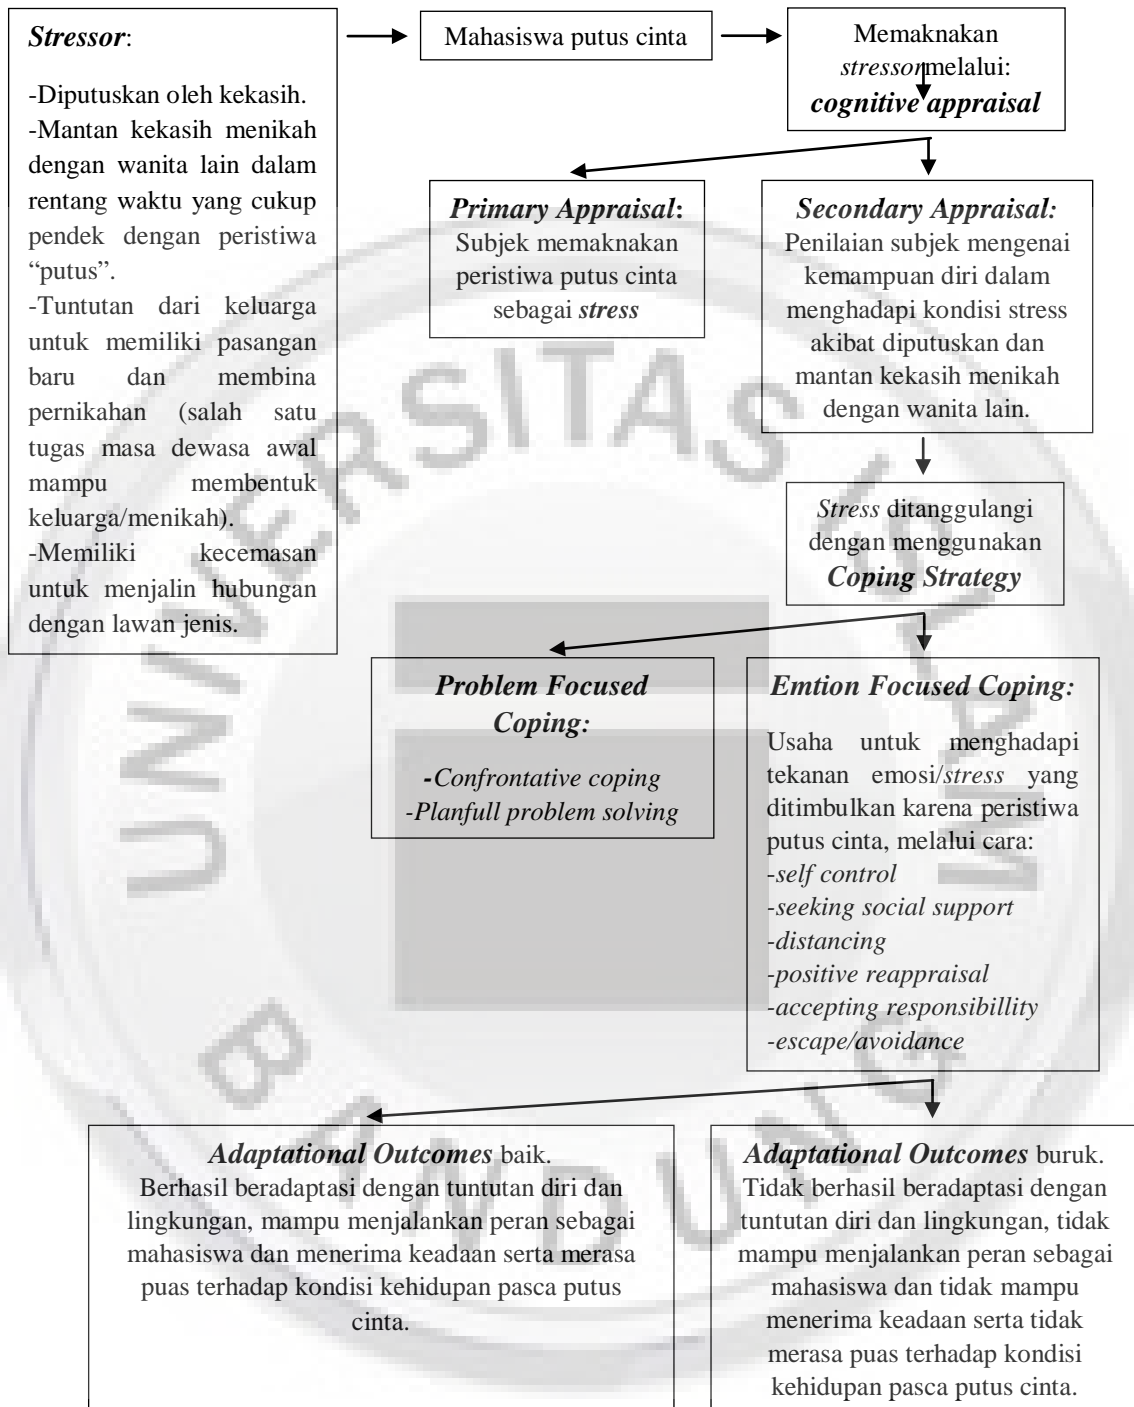 Stressor:
-Diputuskan oleh kekasih.
-Mantan kekasih menikah
dengan wanita lain dalam
rentang waktu yang cukup
pendek dengan peristiwa
“putus”.
-Tuntutan dari keluarga
untuk memiliki pasangan
baru dan membina
pernikahan (salah satu
tugas masa dewasa awal
mampu membentuk
keluarga/menikah).
-Memiliki kecemasan
untuk menjalin hubungan
dengan lawan jenis.
Mahasiswa putus cinta
Memaknakan
stressormelalui:
cognitive appraisal
Primary Appraisal:
Subjek memaknakan
peristiwa putus cinta
sebagai stress
Secondary Appraisal:
Penilaian subjek mengenai
kemampuan diri dalam
menghadapi kondisi stress
akibat diputuskan dan
mantan kekasih menikah
dengan wanita lain.
Stress ditanggulangi
dengan menggunakan
Coping Strategy
Problem Focused
Coping:
-Confrontative coping
-Planfull problem solving
Emtion Focused Coping:
Usaha untuk menghadapi
tekanan emosi/stress yang
ditimbulkan karena peristiwa
putus cinta, melalui cara:
-self control
-seeking social support
-distancing
-positive reappraisal
-accepting responsibillity
-escape/avoidance
Adaptational Outcomes baik.
Berhasil beradaptasi dengan tuntutan diri dan
lingkungan, mampu menjalankan peran sebagai
mahasiswa dan menerima keadaan serta merasa
puas terhadap kondisi kehidupan pasca putus
cinta.
Adaptational Outcomes buruk.
Tidak berhasil beradaptasi dengan
tuntutan diri dan lingkungan, tidak
mampu menjalankan peran sebagai
mahasiswa dan tidak mampu
menerima keadaan serta tidak
merasa puas terhadap kondisi
kehidupan pasca putus cinta.
UNIVERSITAS ISLAM
BANDUNG